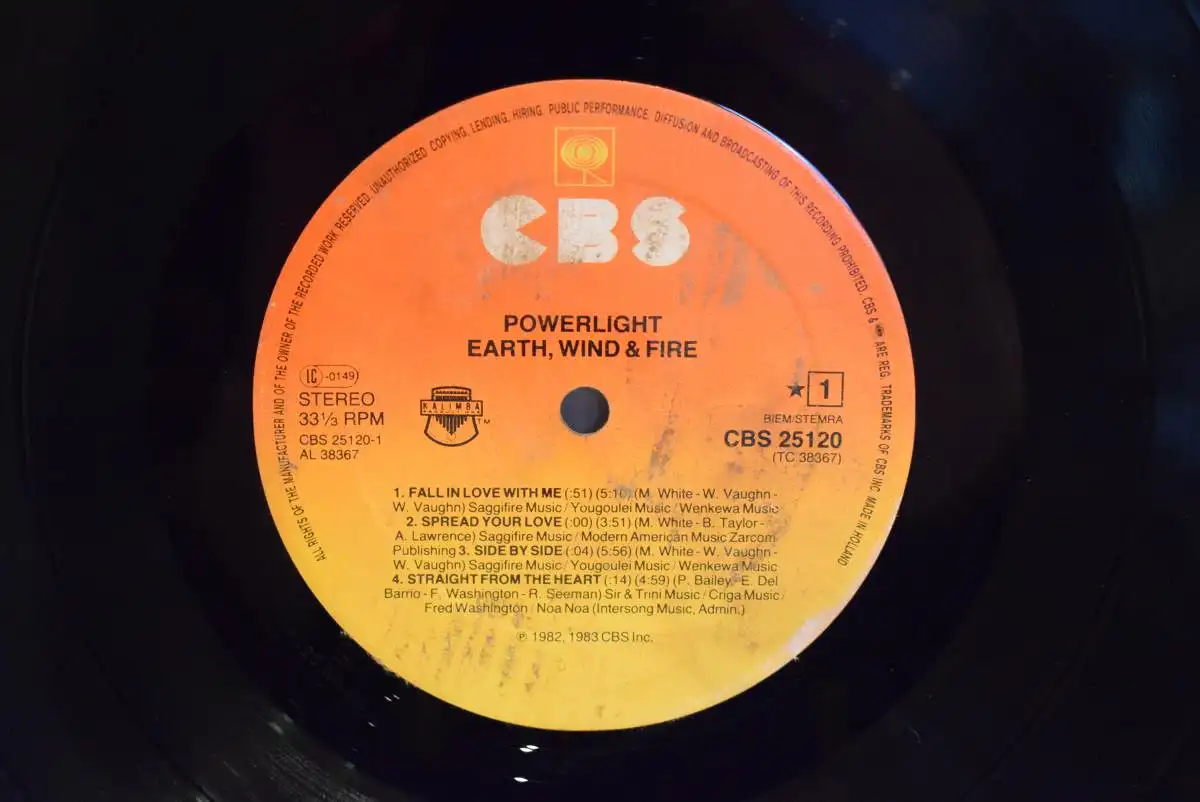 ALL RIGHTS OF THE MANUFACTURER AND OF THE OWNER OF THE RECORDED WORK RESERVED. UNAUTHORIZED COPYING, LENDING, HIRING, PUBLIC PERFORMANCE, DIFFUSION AND BROADCASTING OF THIS RECORDING PROHIBITED. CBS & ARE REG. TRADEMARKS OF CBS INC. MADE IN HOLLAND
CBS
POWERLIGHT
EARTH, WIND & FIRE
LC-0149
STEREO
33 1/3 RPM
CBS 25120-1
AL 38367
KALIMBA
TM
★ 1
BIEM/STEMRA
CBS 25120
(TC 38367)
1. FALL IN LOVE WITH ME (:51) (5:10) (M. White - W. Vaughn -
W. Vaughn) Saggifire Music / Yougoulei Music / Wenkewa Music
2. SPREAD YOUR LOVE (:00) (3:51) (M. White - B. Taylor -
A. Lawrence) Saggifire Music / Modern American Music Zarcom
Publishing 3. SIDE BY SIDE (:04) (5:56) (M. White - W. Vaughn -
W. Vaughn) Saggifire Music / Yougoulei Music / Wenkewa Music
4. STRAIGHT FROM THE HEART (:14) (4:59) (P. Bailey, E. Del
Barrio - F. Washington - R. Seeman) Sir & Trini Music / Criga Music /
Fred Washington / Noa Noa (Intersong Music, Admin.)
℗ 1982, 1983 CBS Inc.